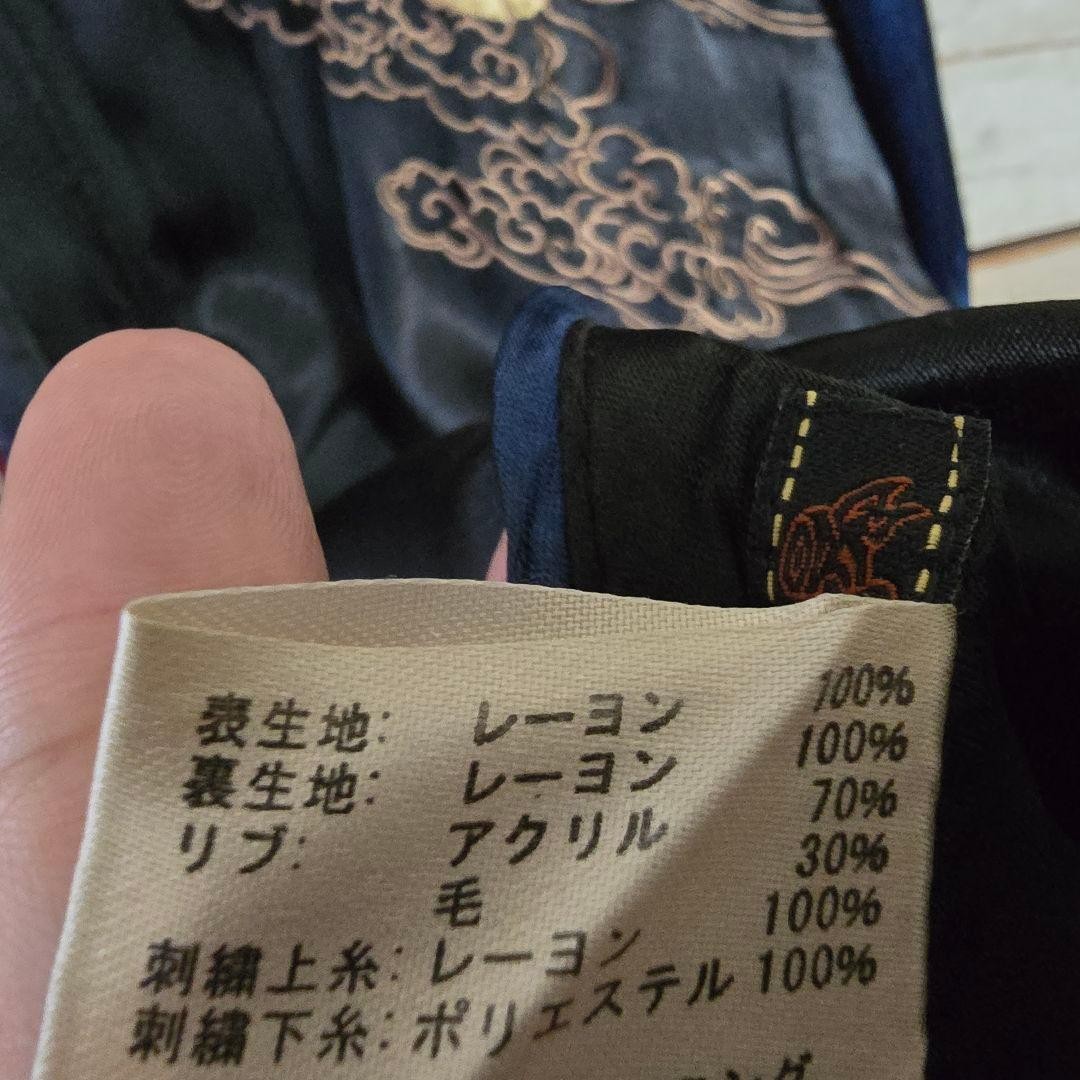 表生地: レーヨン 100%
裏生地: レーヨン 100%
リブ: アクリル 70%
毛 30%
刺繍上糸: レーヨン 100%
刺繍下糸: ポリエステル 100%
ング